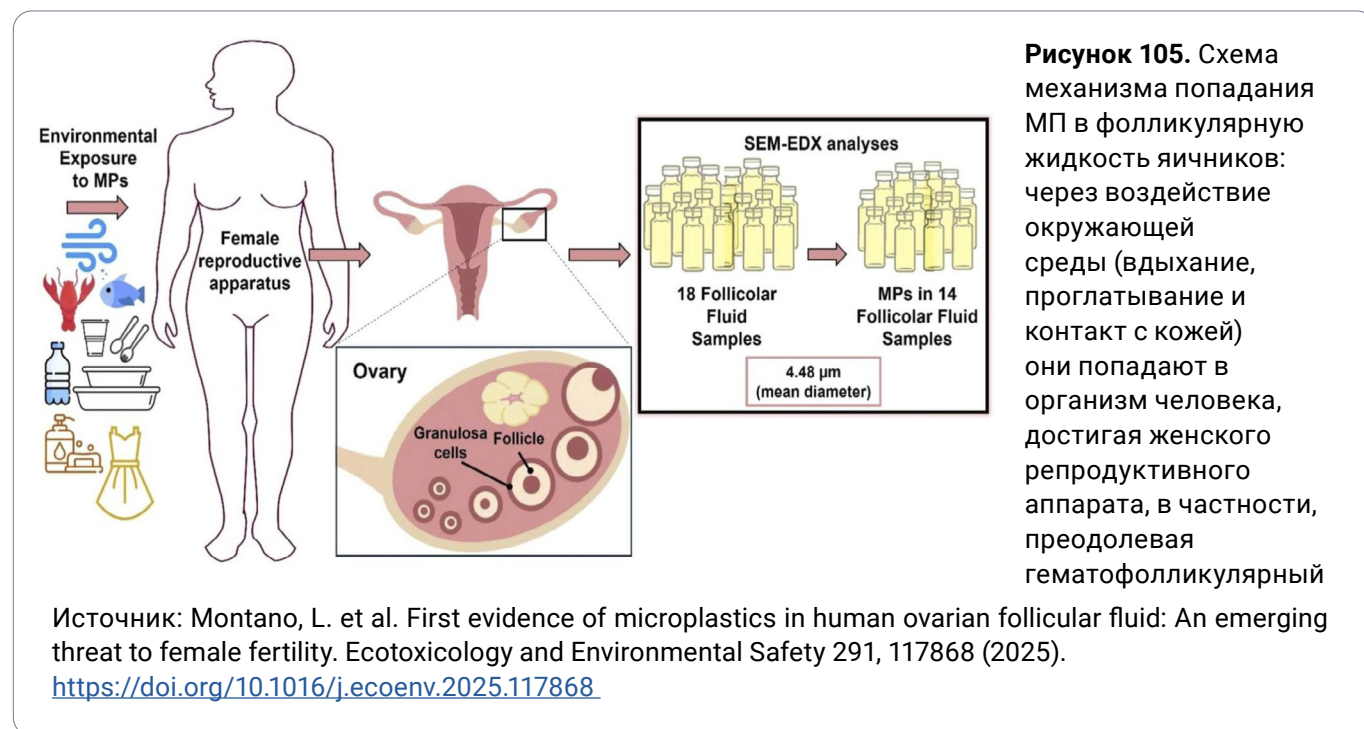 Environmental
Exposure
to MPs
Female
reproductive
apparatus
Ovary
Granulosa
cells
Follicle
SEM-EDX analyses
18 Follicolar
Fluid
Samples
MPs in 14
Follicolar Fluid
Samples
4.48 µm
(mean diameter)
Рисунок 105. Схема
механизма попадания
МП в фолликулярную
жидкость яичников:
через воздействие
окружающей
среды (вдыхание,
проглатывание и
контакт с кожей)
они попадают в
организм человека,
достигая женского
репродуктивного
аппарата, в частности,
преодолевая
гематофолликулярный
Источник: Montano, L. et al. First evidence of microplastics in human ovarian follicular fluid: An emerging
threat to female fertility. Ecotoxicology and Environmental Safety 291, 117868 (2025).
https://doi.org/10.1016/j.ecoenv.2025.117868